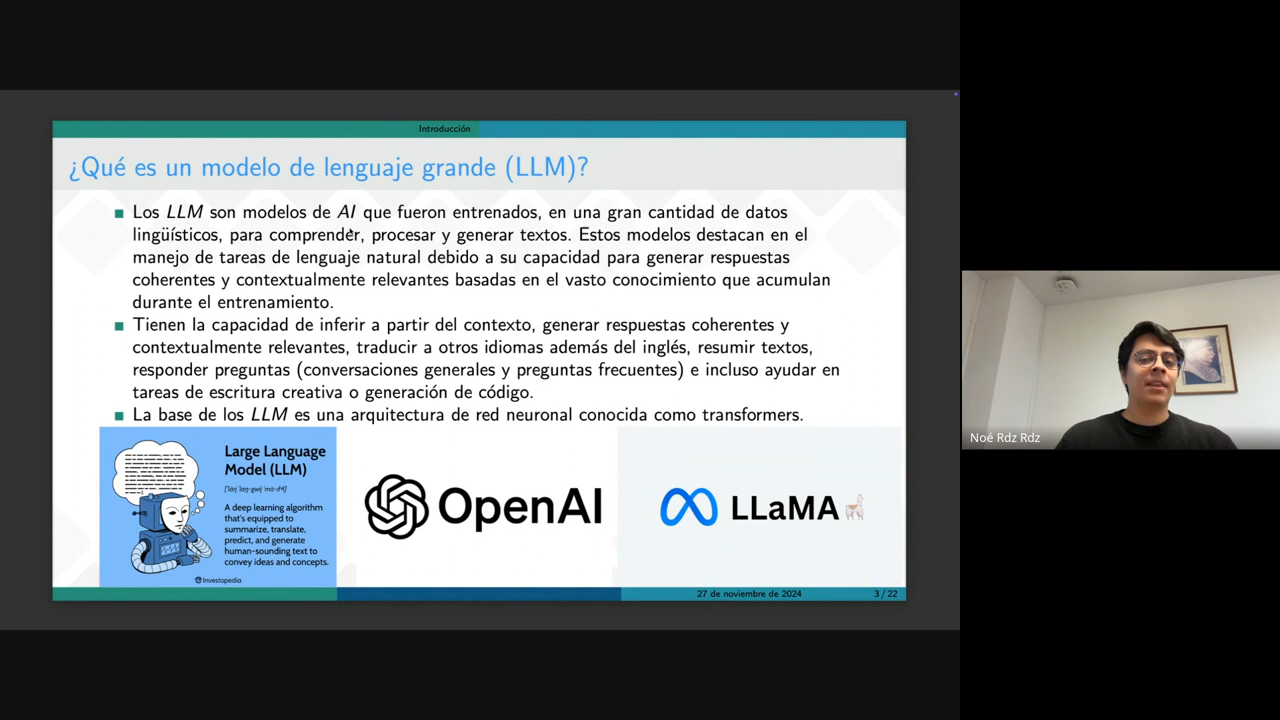 Introducción
¿Qué es un modelo de lenguaje grande (LLM)?
Los LLM son modelos de AI que fueron entrenados, en una gran cantidad de datos
lingüísticos, para comprender, procesar y generar textos. Estos modelos destacan en el
manejo de tareas de lenguaje natural debido a su capacidad para generar respuestas
coherentes y contextualmente relevantes basadas en el vasto conocimiento que acumulan
durante el entrenamiento.
Tienen la capacidad de inferir a partir del contexto, generar respuestas coherentes y
contextualmente relevantes, traducir a otros idiomas además del inglés, resumir textos,
responder preguntas (conversaciones generales y preguntas frecuentes) e incluso ayudar en
tareas de escritura creativa o generación de código.
La base de los LLM es una arquitectura de red neuronal conocida como transformers.
Large Language
Model (LLM)
A deep learning algorithm
that's equipped to
summarize, translate,
predict, and generate
human-sounding text to
convey ideas and concepts.
Investopedia
OpenAI
LLaMA
27 de noviembre de 2024
3 / 22
Noé Rdz Rdz